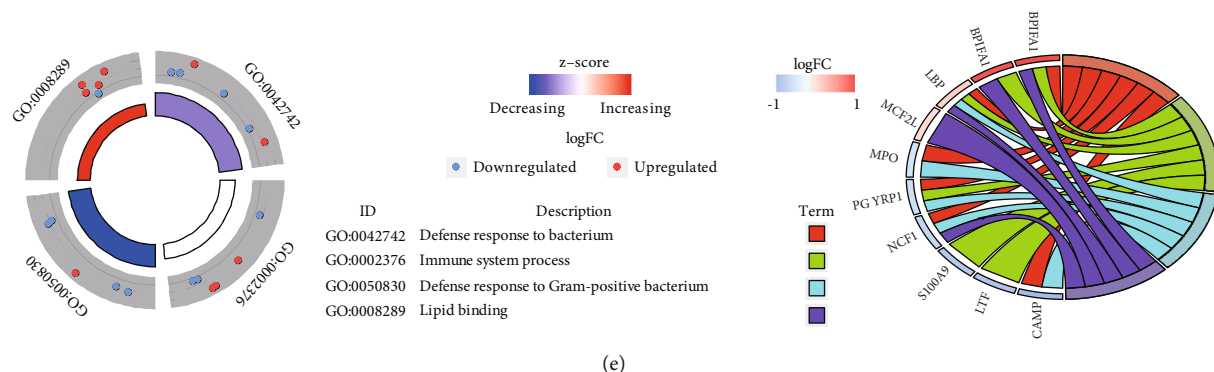 GO:0008289
GO:0042742
GO:0050830
GO:0002376
z-score
Decreasing Increasing
logFC
Downregulated Upregulated
ID Description
GO:0042742 Defense response to bacterium
GO:0002376 Immune system process
GO:0050830 Defense response to Gram-positive bacterium
GO:0008289 Lipid binding
logFC
-1 1
Term
BPIFA1
BPIFA1
LBP
MCF2L
MPO
PG YRP1
NCF1
S100A9
LTF
CAMP
(e)